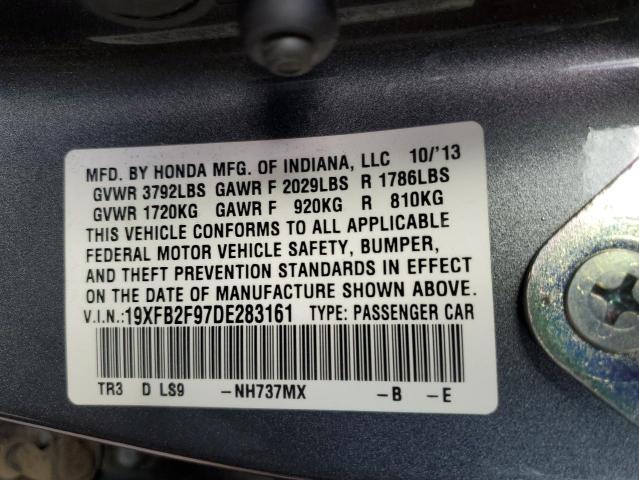 MFD. BY HONDA MFG. OF INDIANA, LLC 10/'13
GVWR 3792LBS GAWR F 2029LBS R 1786LBS
GVWR 1720KG GAWR F 920KG R 810KG
THIS VEHICLE CONFORMS TO ALL APPLICABLE
FEDERAL MOTOR VEHICLE SAFETY, BUMPER,
AND THEFT PREVENTION STANDARDS IN EFFECT
ON THE DATE OF MANUFACTURE SHOWN ABOVE.
V.I.N.:19XFB2F97DE283161 TYPE: PASSENGER CAR
TR3 D LS9 -NH737MX -B -E